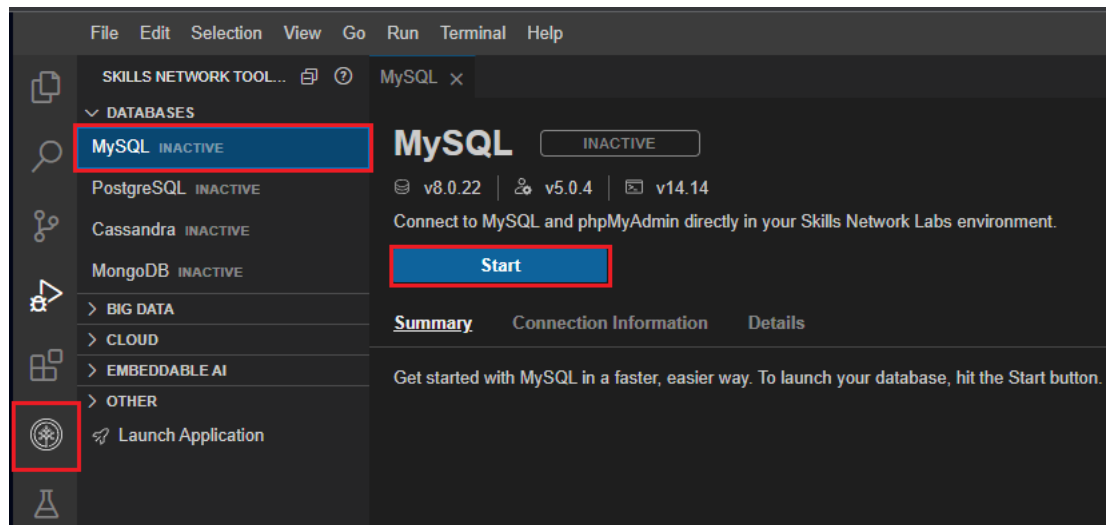 File Edit Selection View Go Run Terminal Help
SKILLS NETWORK TOOL...
DATABASES
MySQL INACTIVE
PostgreSQL INACTIVE
Cassandra INACTIVE
MongoDB INACTIVE
BIG DATA
CLOUD
EMBEDDABLE AI
OTHER
Launch Application
MySQL
MySQL INACTIVE
v8.0.22 v5.0.4 v14.14
Connect to MySQL and phpMyAdmin directly in your Skills Network Labs environment.
Start
Summary Connection Information Details
Get started with MySQL in a faster, easier way. To launch your database, hit the Start button.